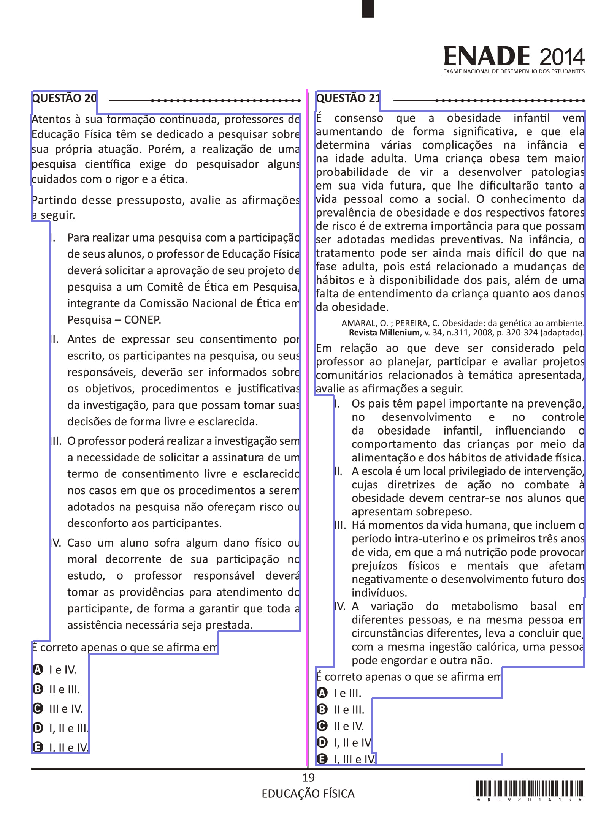 ENADE 2014
EXAME NACIONAL DE DESEMPENHO DOS ESTUDANTES
QUESTÃO 20
Atentos à sua formação continuada, professores de
Educação Física têm se dedicado a pesquisar sobre
sua própria atuação. Porém, a realização de uma
pesquisa científica exige do pesquisador alguns
cuidados com o rigor e a ética.
Partindo desse pressuposto, avalie as afirmações
a seguir.
I. Para realizar uma pesquisa com a participação
de seus alunos, o professor de Educação Física
deverá solicitar a aprovação de seu projeto de
pesquisa a um Comitê de Ética em Pesquisa,
integrante da Comissão Nacional de Ética em
Pesquisa – CONEP.
II. Antes de expressar seu consentimento por
escrito, os participantes na pesquisa, ou seus
responsáveis, deverão ser informados sobre
os objetivos, procedimentos e justificativas
da investigação, para que possam tomar suas
decisões de forma livre e esclarecida.
III. O professor poderá realizar a investigação sem
a necessidade de solicitar a assinatura de um
termo de consentimento livre e esclarecido
nos casos em que os procedimentos a serem
adotados na pesquisa não ofereçam risco ou
desconforto aos participantes.
IV. Caso um aluno sofra algum dano físico ou
moral decorrente de sua participação no
estudo, o professor responsável deverá
tomar as providências para atendimento do
participante, de forma a garantir que toda a
assistência necessária seja prestada.
É correto apenas o que se afirma em
A I e IV.
B II e III.
C III e IV.
D I, II e III.
E I, II e IV.
QUESTÃO 21
É consenso que a obesidade infantil vem
aumentando de forma significativa, e que ela
determina várias complicações na infância e
na idade adulta. Uma criança obesa tem maior
probabilidade de vir a desenvolver patologias
em sua vida futura, que lhe dificultarão tanto a
vida pessoal como a social. O conhecimento da
prevalência de obesidade e dos respectivos fatores
de risco é de extrema importância para que possam
ser adotadas medidas preventivas. Na infância, o
tratamento pode ser ainda mais difícil do que na
fase adulta, pois está relacionado a mudanças de
hábitos e à disponibilidade dos pais, além de uma
falta de entendimento da criança quanto aos danos
da obesidade.
AMARAL, O. ; PEREIRA, C. Obesidade: da genética ao ambiente.
Revista Millenium, v. 34, n.311, 2008, p. 320-324 (adaptado).
Em relação ao que deve ser considerado pelo
professor ao planejar, participar e avaliar projetos
comunitários relacionados à temática apresentada,
avalie as afirmações a seguir.
I. Os pais têm papel importante na prevenção,
no desenvolvimento e no controle
da obesidade infantil, influenciando o
comportamento das crianças por meio da
alimentação e dos hábitos de atividade física.
II. A escola é um local privilegiado de intervenção,
cujas diretrizes de ação no combate à
obesidade devem centrar-se nos alunos que
apresentam sobrepeso.
III. Há momentos da vida humana, que incluem o
período intra-uterino e os primeiros três anos
de vida, em que a má nutrição pode provocar
prejuízos físicos e mentais que afetam
negativamente o desenvolvimento futuro dos
indivíduos.
IV. A variação do metabolismo basal em
diferentes pessoas, e na mesma pessoa em
circunstâncias diferentes, leva a concluir que,
com a mesma ingestão calórica, uma pessoa
pode engordar e outra não.
É correto apenas o que se afirma em
A I e III.
B II e III.
C II e IV.
D I, II e IV
E I, III e IV.
19
EDUCAÇÃO FÍSICA